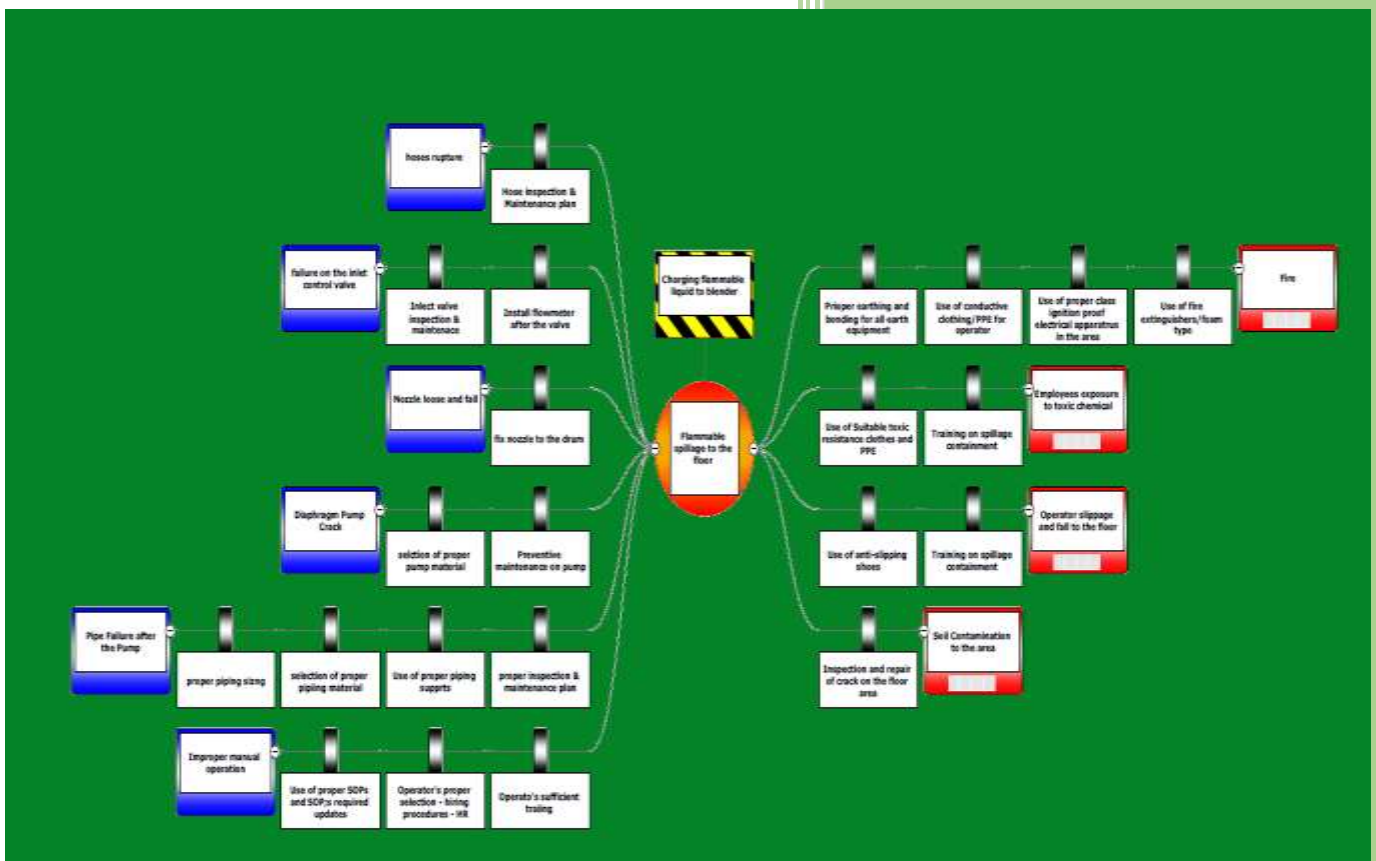 hoses rupture
Hose inspection &
Maintenance plan
failure on the inlet
control valve
Inlect valve
inspection &
maintenace
Install flowmeter
after the valve
Nozzle loose and fail
fix nozzle to the drum
Diaphragm Pump
Crack
selction of proper
pump material
Preventive
maintenance on pump
Pipe Failure after
the Pump
proper piping sizng
selection of proper
pipiing material
Use of proper piping
supprts
proper inspection &
maintenance plan
Improper manual
operation
Use of proper SOPs
and SOP;s required
updates
Operator's proper
selection - hiring
procedures - HR
Operato's sufficient
traiing
Charging flammable
liquid to blender
Flammable
spillage to the
floor
Prieper earthing and
bonding for all earth
equipment
Use of conductive
clothing/PPE for
operator
Use of proper class
ignition proof
electrical apparatrus
in the area
Use of fire
extinguishers/foam
type
Fire
Use of Suitable toxic
resistance clothes and
PPE
Training on spillage
containment
Employees exposure
to toxic chemical
Use of anti-slipping
shoes
Training on spillage
containment
Operator slippage
and fall to the floor
Inspection and repair
of crack on the floor
area
Soil Contamination
to the area